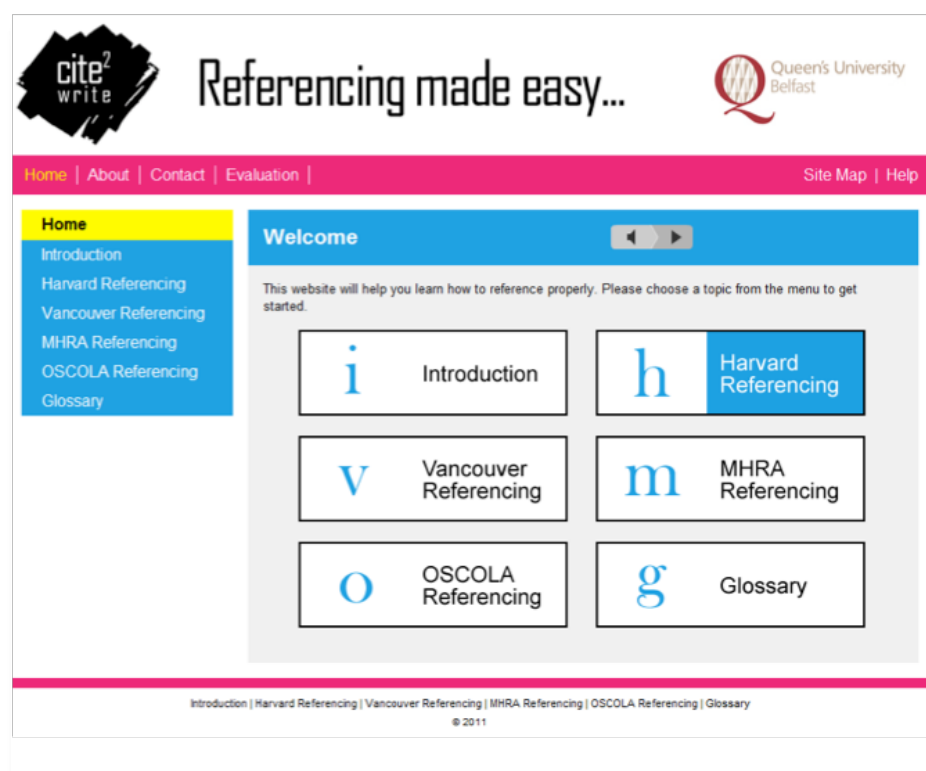 cite2
write
Referencing made easy...
Queen's University
Belfast
Home | About | Contact | Evaluation |
Site Map | Help
Home
Introduction
Harvard Referencing
Vancouver Referencing
MHRA Referencing
OSCOLA Referencing
Glossary
Welcome
This website will help you learn how to reference properly. Please choose a topic from the menu to get
started.
i Introduction
h Harvard
Referencing
v Vancouver
Referencing
m MHRA
Referencing
o OSCOLA
Referencing
g Glossary
Introduction | Harvard Referencing | Vancouver Referencing | MHRA Referencing | OSCOLA Referencing | Glossary
© 2011